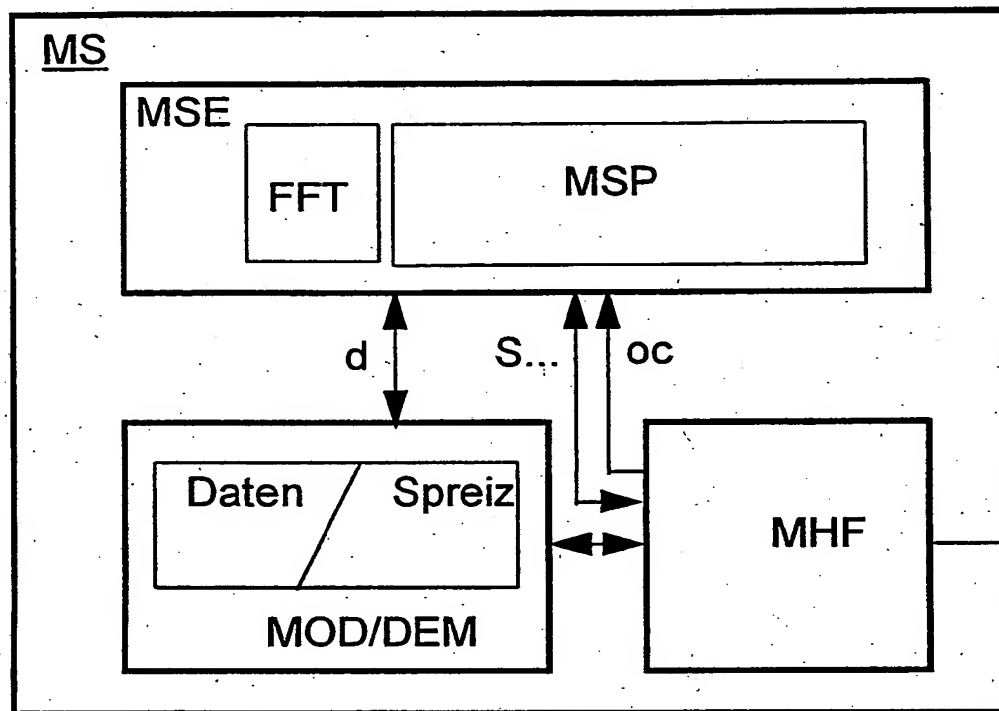 MS
MSE
FFT
MSP
d
S...
oc
Daten
Spreiz
MHF
MOD/DEM